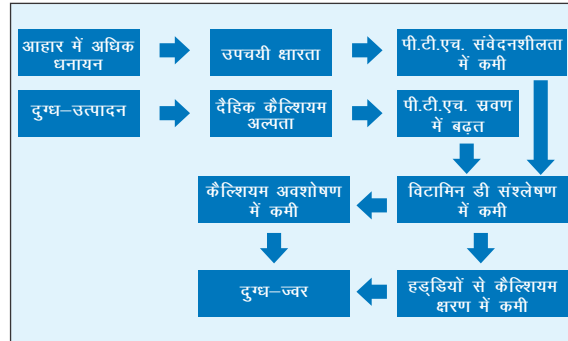 आहार में अधिक
धनायन
उपचयी क्षारता
पी.टी.एच. संवेदनशीलता
में कमी
दुग्ध–उत्पादन
दैहिक कैल्शियम
अल्पता
पी.टी.एच. स्रवण
में बढ़त
कैल्शियम अवशोषण
में कमी
विटामिन डी संश्लेषण
में कमी
दुग्ध–ज्वर
हड्डियों से कैल्शियम
क्षरण में कमी